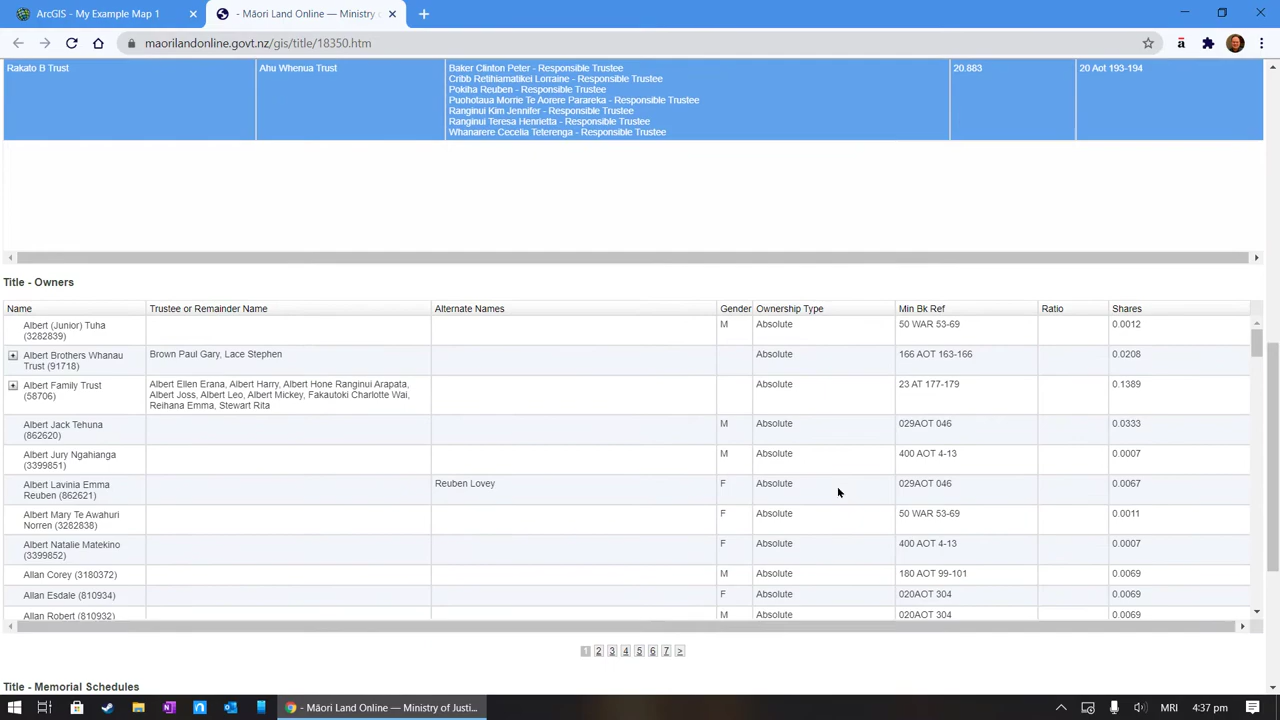 ArcGIS - My Example Map 1
- Māori Land Online — Ministry
maorilandonline.govt.nz/gis/title/18350.htm
ā
Rakato B Trust
Ahu Whenua Trust
Baker Clinton Peter - Responsible Trustee
Cribb Retihiamatikei Lorraine - Responsible Trustee
Pokiha Reuben - Responsible Trustee
Puohotaua Morrie Te Aorere Parareka - Responsible Trustee
Ranginui Kim Jennifer - Responsible Trustee
Ranginui Teresa Henrietta - Responsible Trustee
Whanarere Cecelia Teterenga - Responsible Trustee
20.883
20 Aot 193-194
Title - Owners
Name Trustee or Remainder Name Alternate Names Gender Ownership Type Min Bk Ref Ratio Shares
Albert (Junior) Tuha M Absolute 50 WAR 53-69 0.0012
(3282839)
Albert Brothers Whanau Brown Paul Gary, Lace Stephen Absolute 166 AOT 163-166 0.0208
Trust (91718)
Albert Family Trust Albert Ellen Erana, Albert Harry, Albert Hone Ranginui Arapata, Absolute 23 AT 177-179 0.1389
(58706) Albert Joss, Albert Leo, Albert Mickey, Fakautoki Charlotte Wai,
Reihana Emma, Stewart Rita
Albert Jack Tehuna M Absolute 029AOT 046 0.0333
(862620)
Albert Jury Ngahianga M Absolute 400 AOT 4-13 0.0007
(3399851)
Albert Lavinia Emma Reuben Lovey F Absolute 029AOT 046 0.0067
Reuben (862621)
Albert Mary Te Awahuri F Absolute 50 WAR 53-69 0.0011
Norren (3282838)
Albert Natalie Matekino F Absolute 400 AOT 4-13 0.0007
(3399852)
Allan Corey (3180372) M Absolute 180 AOT 99-101 0.0069
Allan Esdale (810934) F Absolute 020AOT 304 0.0069
Allan Robert (810932) M Absolute 020AOT 304 0.0069
1 2 3 4 5 6 7 >
Title - Memorial Schedules
- Māori Land Online — Ministry of Justi...
MRI 4:37 pm